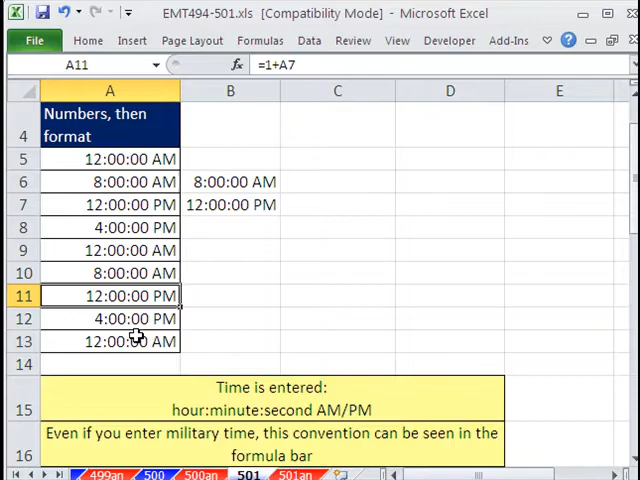 EMT494-501.xls [Compatibility Mode] - Microsoft Excel
File Home Insert Page Layout Formulas Data Review View Developer Add-Ins
A11 fx =1+A7
A B C D E
4 Numbers, then
format
5 12:00:00 AM
6 8:00:00 AM 8:00:00 AM
7 12:00:00 PM 12:00:00 PM
8 4:00:00 PM
9 12:00:00 AM
10 8:00:00 AM
11 12:00:00 PM
12 4:00:00 PM
13 12:00:00 AM
14
Time is entered:
15 hour:minute:second AM/PM
Even if you enter military time, this convention can be seen in the
16 formula bar
499an 500 500an 501 501an